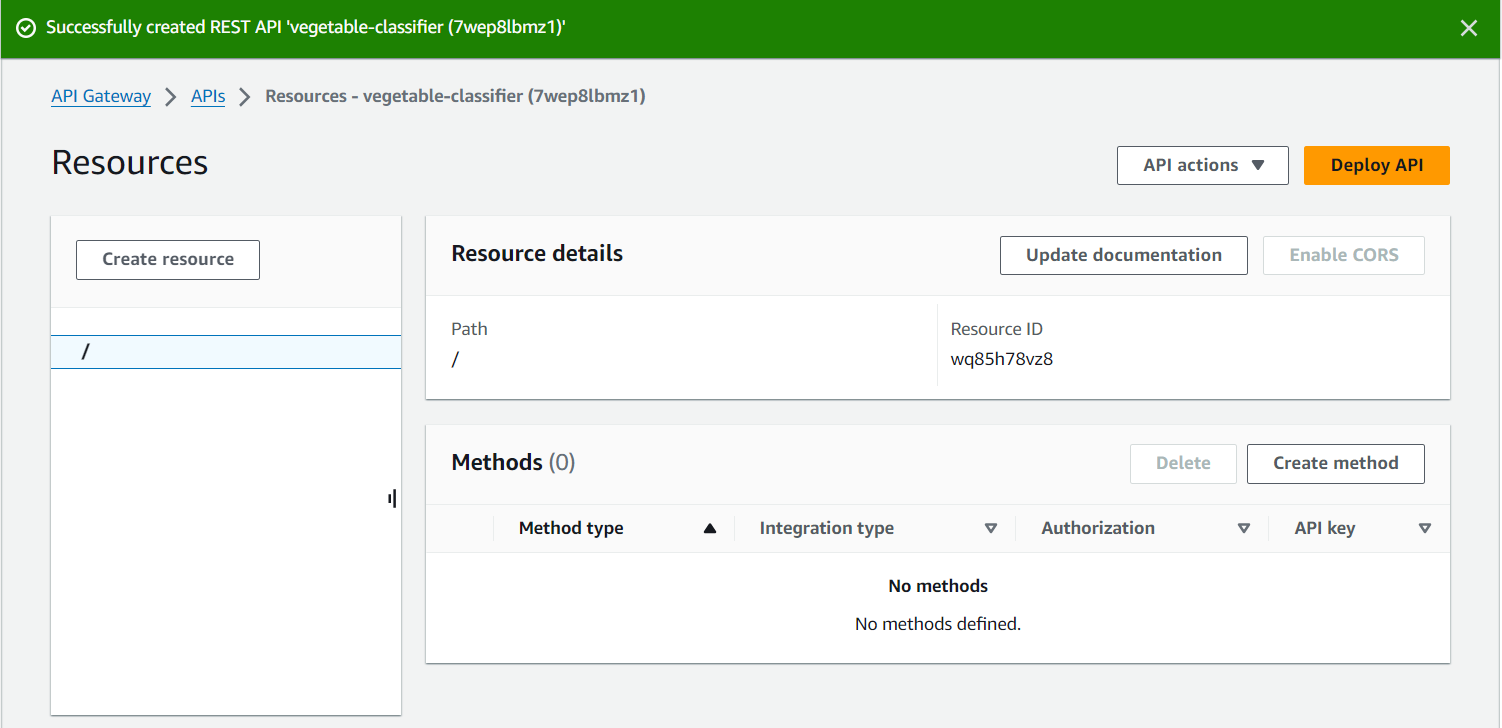 Successfully created REST API 'vegetable-classifier (7wep8lbmz1)'
API Gateway > APIs > Resources - vegetable-classifier (7wep8lbmz1)
Resources
API actions
Deploy API
Create resource
/
Resource details
Update documentation
Enable CORS
Path
/
Resource ID
wq85h78vz8
Methods (0)
Delete
Create method
Method type
Integration type
Authorization
API key
No methods
No methods defined.